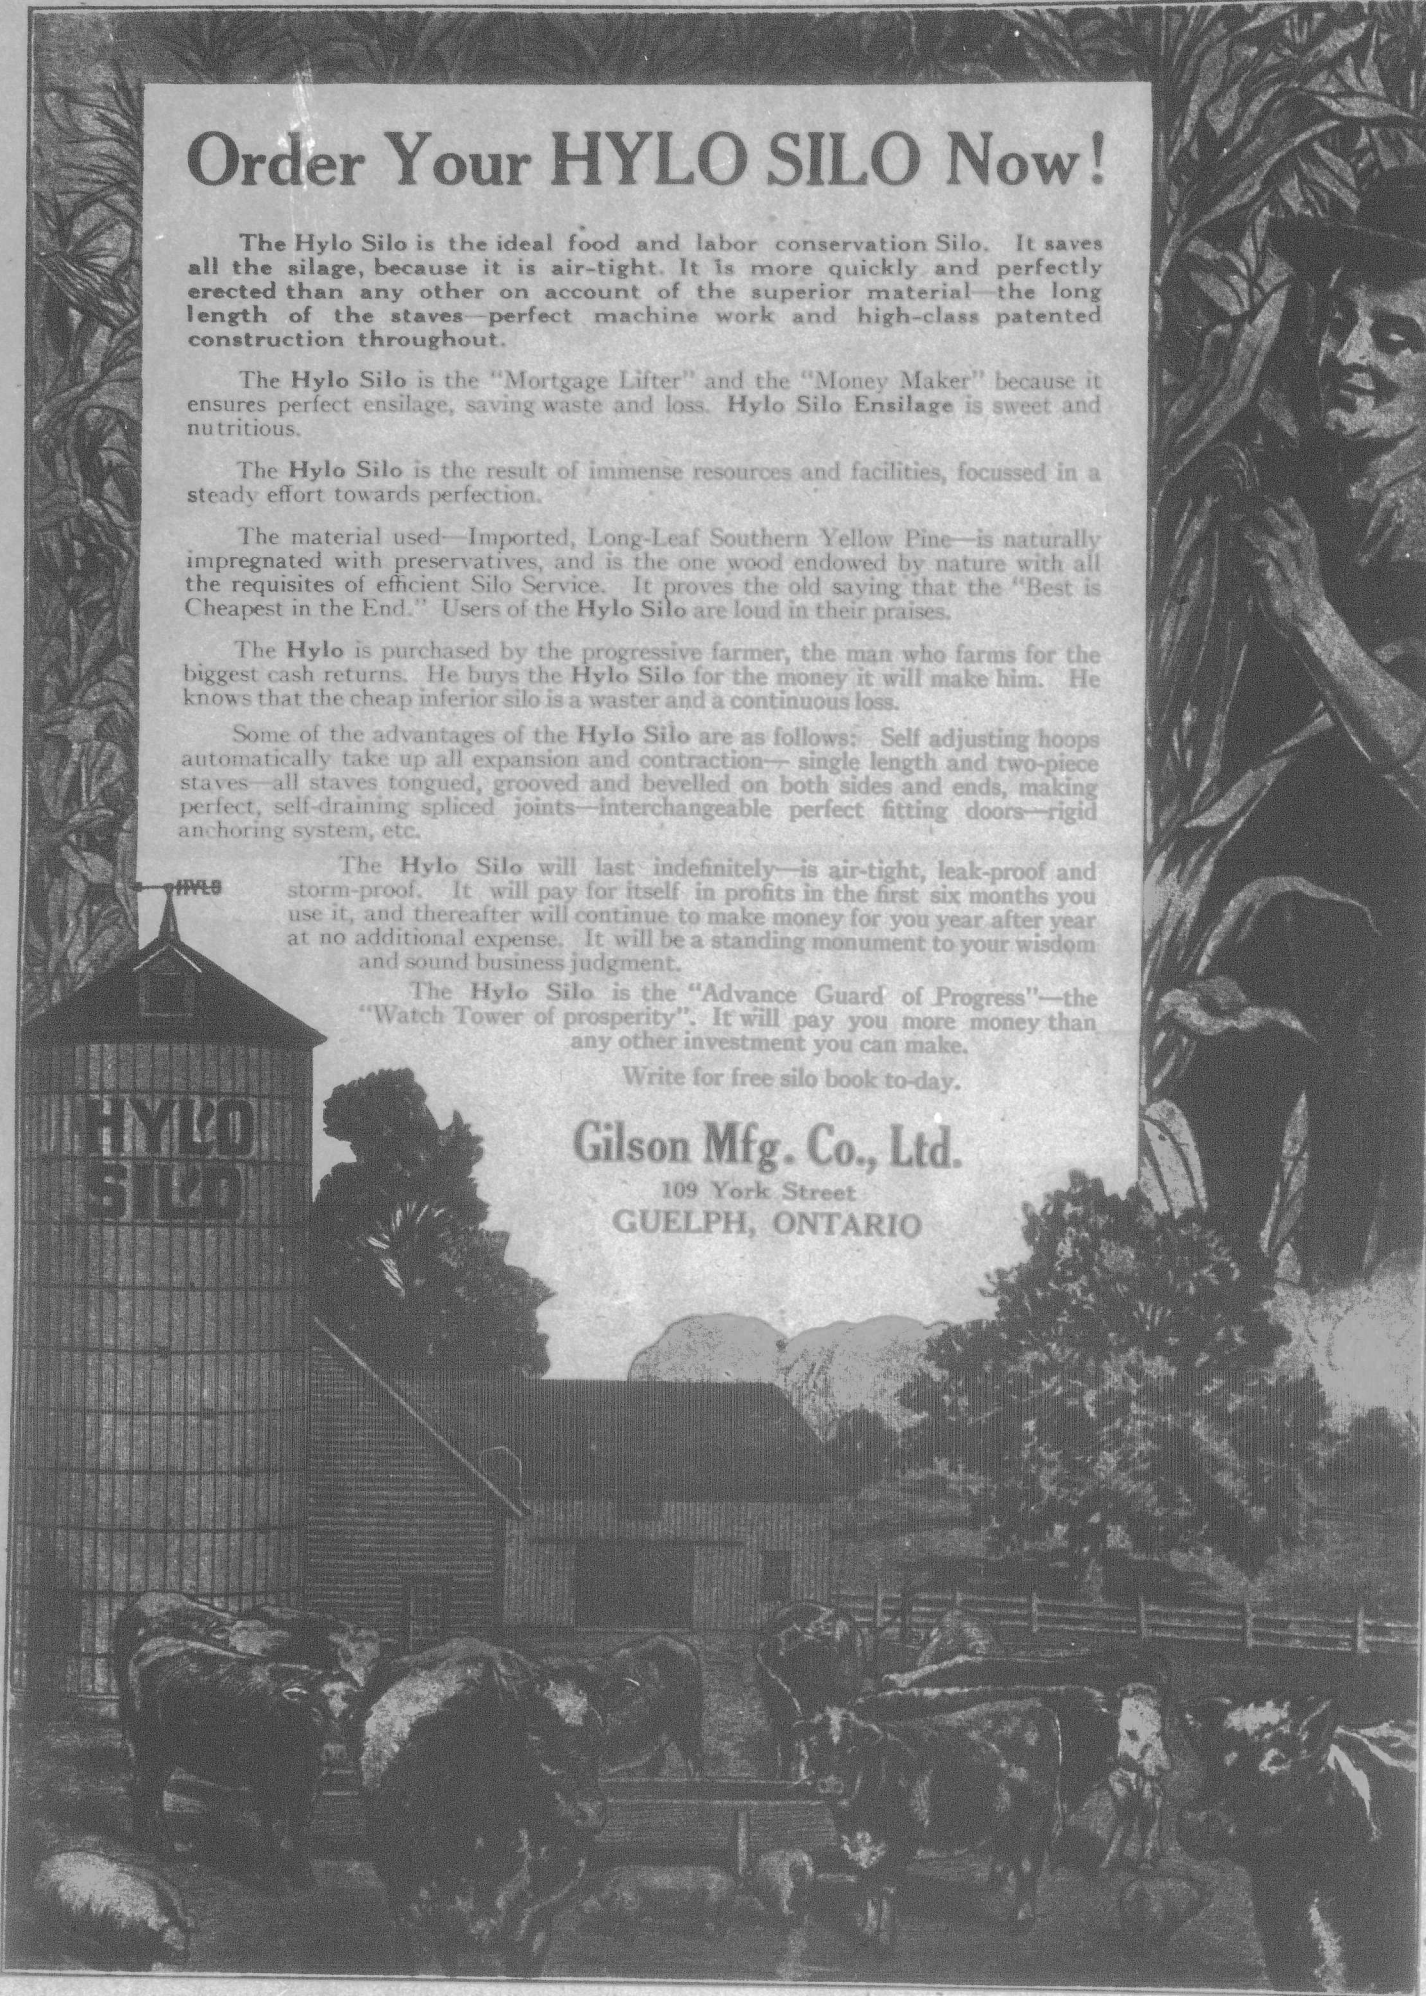 Order Your HYLO SILO Now!
The Hylo Silo is the ideal food and labor conservation Silo. It saves
all the silage, because it is air-tight. It is more quickly and perfectly
erected than any other on account of the superior material—the long
length of the staves—perfect machine work and high-class patented
construction throughout.
The Hylo Silo is the "Mortgage Lifter" and the "Money Maker" because it
ensures perfect ensilage, saving waste and loss. Hylo Silo Ensilage is sweet and
nutritious.
The Hylo Silo is the result of immense resources and facilities, focussed in a
steady effort towards perfection.
The material used—Imported, Long-Leaf Southern Yellow Pine—is naturally
impregnated with preservatives, and is the one wood endowed by nature with all
the requisites of efficient Silo Service. It proves the old saying that the "Best is
Cheapest in the End." Users of the Hylo Silo are loud in their praises.
The Hylo is purchased by the progressive farmer, the man who farms for the
biggest cash returns. He buys the Hylo Silo for the money it will make him. He
knows that the cheap inferior silo is a waster and a continuous loss.
Some of the advantages of the Hylo Silo are as follows: Self adjusting hoops
automatically take up all expansion and contraction— single length and two-piece
staves—all staves tongued, grooved and bevelled on both sides and ends, making
perfect, self-draining spliced joints—interchangeable perfect fitting doors—rigid
anchoring system, etc.
The Hylo Silo will last indefinitely—is air-tight, leak-proof and
storm-proof. It will pay for itself in profits in the first six months you
use it, and thereafter will continue to make money for you year after year
at no additional expense. It will be a standing monument to your wisdom
and sound business judgment.
The Hylo Silo is the "Advance Guard of Progress"—the
"Watch Tower of prosperity". It will pay you more money than
any other investment you can make.
Write for free silo book to-day.
Gilson Mfg. Co., Ltd.
109 York Street
GUELPH, ONTARIO
HYLO
HYLO
SILO